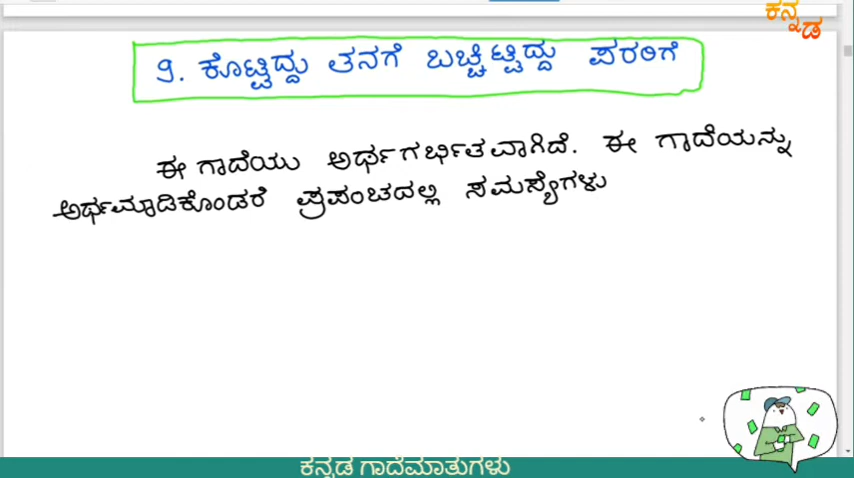 ಕನ್ನಡ
9. ಕೊಟ್ಟಿದ್ದು ತನಗೆ ಬಚ್ಚಿಟ್ಟಿದ್ದು ಪರರಿಗೆ
ಈ ಗಾದೆಯು ಅರ್ಥಗರ್ಭಿತವಾಗಿದೆ. ಈ ಗಾದೆಯನ್ನು
ಅರ್ಥಮಾಡಿಕೊಂಡರೆ ಪ್ರಪಂಚದಲ್ಲಿ ಸಮಸ್ಯೆಗಳು
ಕನ್ನಡ ಗಾದೆಮಾತುಗಳು